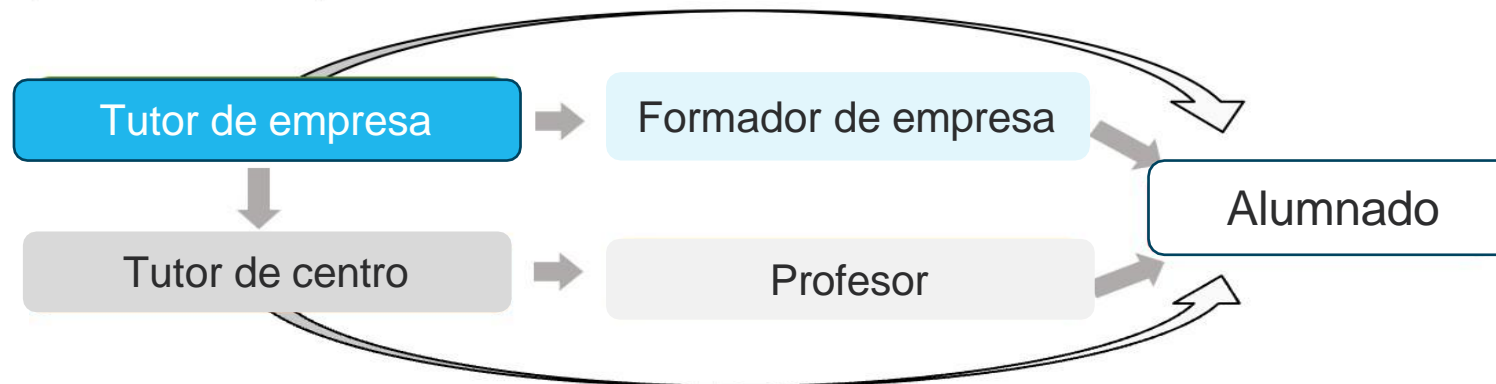 Tutor de empresa
Formador de empresa
Alumnado
Tutor de centro
Profesor